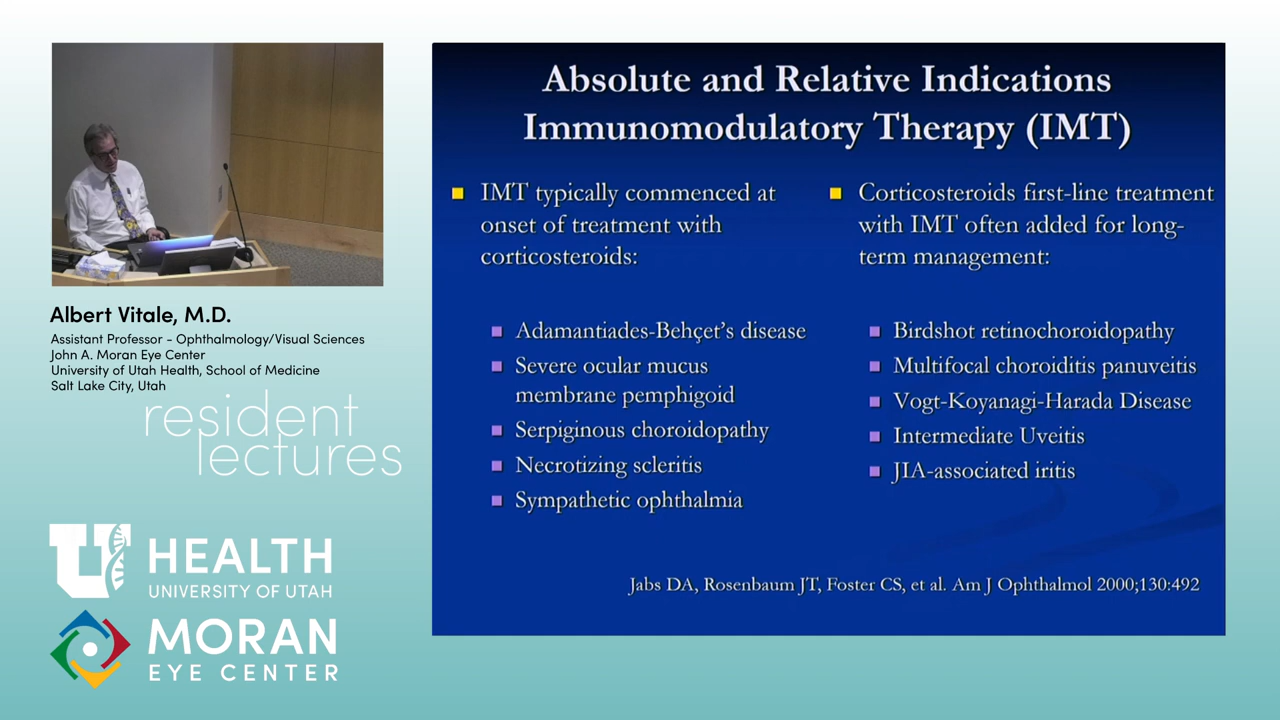 Albert Vitale, M.D.
Assistant Professor - Ophthalmology/Visual Sciences
John A. Moran Eye Center
University of Utah Health, School of Medicine
Salt Lake City, Utah
resident
lectures
U
HEALTH
UNIVERSITY OF UTAH
MORAN
EYE CENTER
Absolute and Relative Indications
Immunomodulatory Therapy (IMT)
IMT typically commenced at
onset of treatment with
corticosteroids:
Adamantiades-Behçet's disease
Severe ocular mucus
membrane pemphigoid
Serpiginous choroidopathy
Necrotizing scleritis
Sympathetic ophthalmia
Corticosteroids first-line treatment
with IMT often added for long-
term management:
Birdshot retinochoroidopathy
Multifocal choroiditis panuveitis
Vogt-Koyanagi-Harada Disease
Intermediate Uveitis
JIA-associated iritis
Jabs DA, Rosenbaum JT, Foster CS, et al. Am J Ophthalmol 2000;130:492